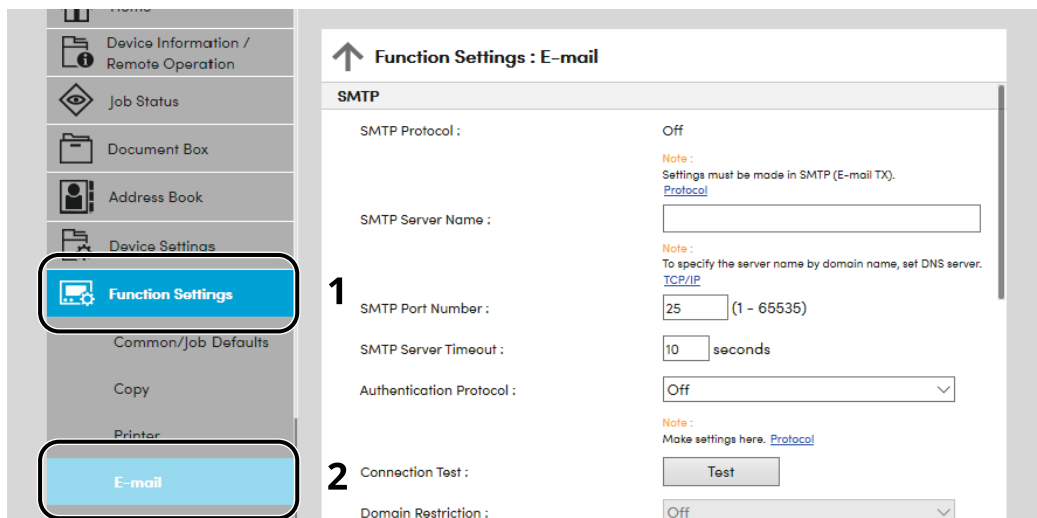 Home
Device Information /
Remote Operation
Job Status
Document Box
Address Book
Device Settings
Function Settings
1
Common/Job Defaults
Copy
Printer
E-mail
2
Function Settings : E-mail
SMTP
SMTP Protocol :
Off
Note :
Settings must be made in SMTP (E-mail TX).
Protocol
SMTP Server Name :
Note :
To specify the server name by domain name, set DNS server.
TCP/IP
SMTP Port Number :
25 (1 - 65535)
SMTP Server Timeout :
10 seconds
Authentication Protocol :
Off
Note :
Make settings here. Protocol
Connection Test :
Test
Domain Restriction :
Off